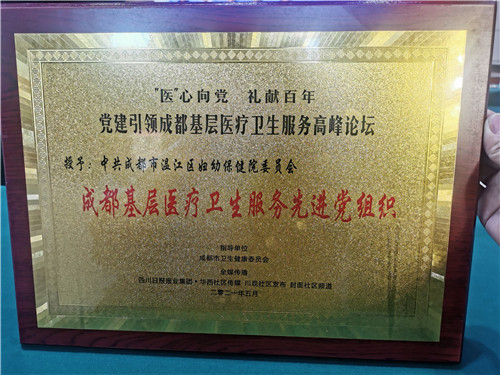 "医"心向党 礼献百年
党建引领成都基层医疗卫生服务高峰论坛
授予：中共成都市温江区妇幼保健院委员会
成都基层医疗卫生服务先进党组织
指导单位
成都市卫生健康委员会
全媒传播
四川日报报业集团·华西社区传媒 川观社区发布 封面社区频道
二〇二一年五月